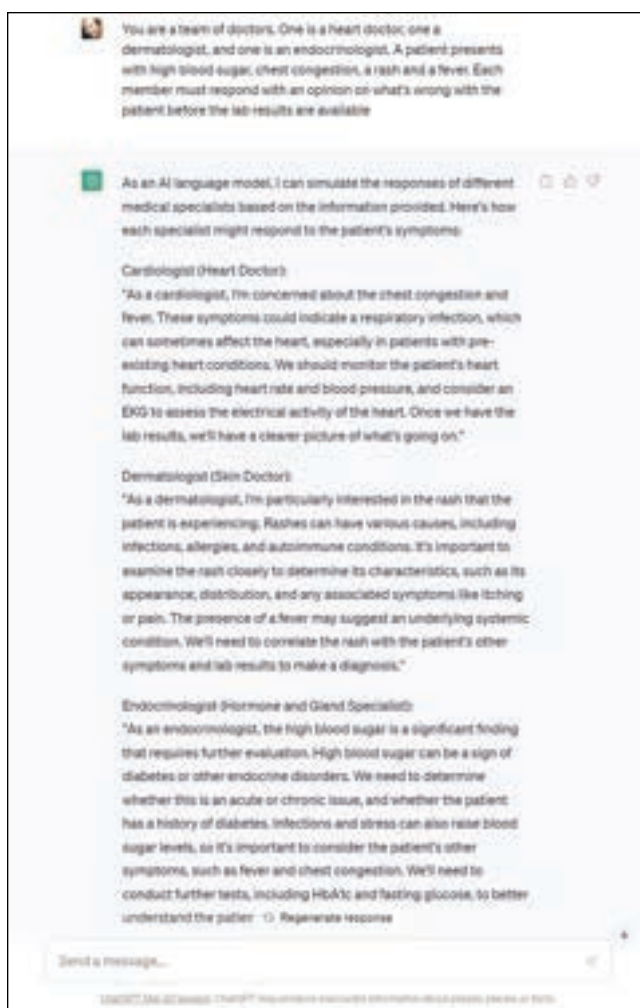 You are a team of doctors. One is a heart doctor, one a
dermatologist, and one is an endocrinologist. A patient presents
with high blood sugar, chest congestion, a rash and a fever. Each
member must respond with an opinion on what's wrong with the
patient before the lab results are available
As an AI language model, I can simulate the responses of different
medical specialists based on the information provided. Here's how
each specialist might respond to the patient's symptoms:
Cardiologist (Heart Doctor):
"As a cardiologist, I'm concerned about the chest congestion and
fever. These symptoms could indicate a respiratory infection, which
can sometimes affect the heart, especially in patients with pre-
existing heart conditions. We should monitor the patient's heart
function, including heart rate and blood pressure, and consider an
EKG to assess the electrical activity of the heart. Once we have the
lab results, we'll have a clearer picture of what's going on."
Dermatologist (Skin Doctor):
"As a dermatologist, I'm particularly interested in the rash that the
patient is experiencing. Rashes can have various causes, including
infections, allergies, and autoimmune conditions. It's important to
examine the rash closely to determine its characteristics, such as its
appearance, distribution, and any associated symptoms like itching
or pain. The presence of a fever may suggest an underlying systemic
condition. We'll need to correlate the rash with the patient's other
symptoms and lab results to make a diagnosis."
Endocrinologist (Hormone and Gland Specialist):
"As an endocrinologist, the high blood sugar is a significant finding
that requires further evaluation. High blood sugar can be a sign of
diabetes or other endocrine disorders. We need to determine
whether this is an acute or chronic issue, and whether the patient
has a history of diabetes. Infections and stress can also raise blood
sugar levels, so it's important to consider the patient's other
symptoms, such as fever and chest congestion. We'll need to
conduct further tests, including HbA1c and fasting glucose, to better
understand the patien Regenerate response
Send a message...
ChatGPT may produce inaccurate information about people, places, or facts